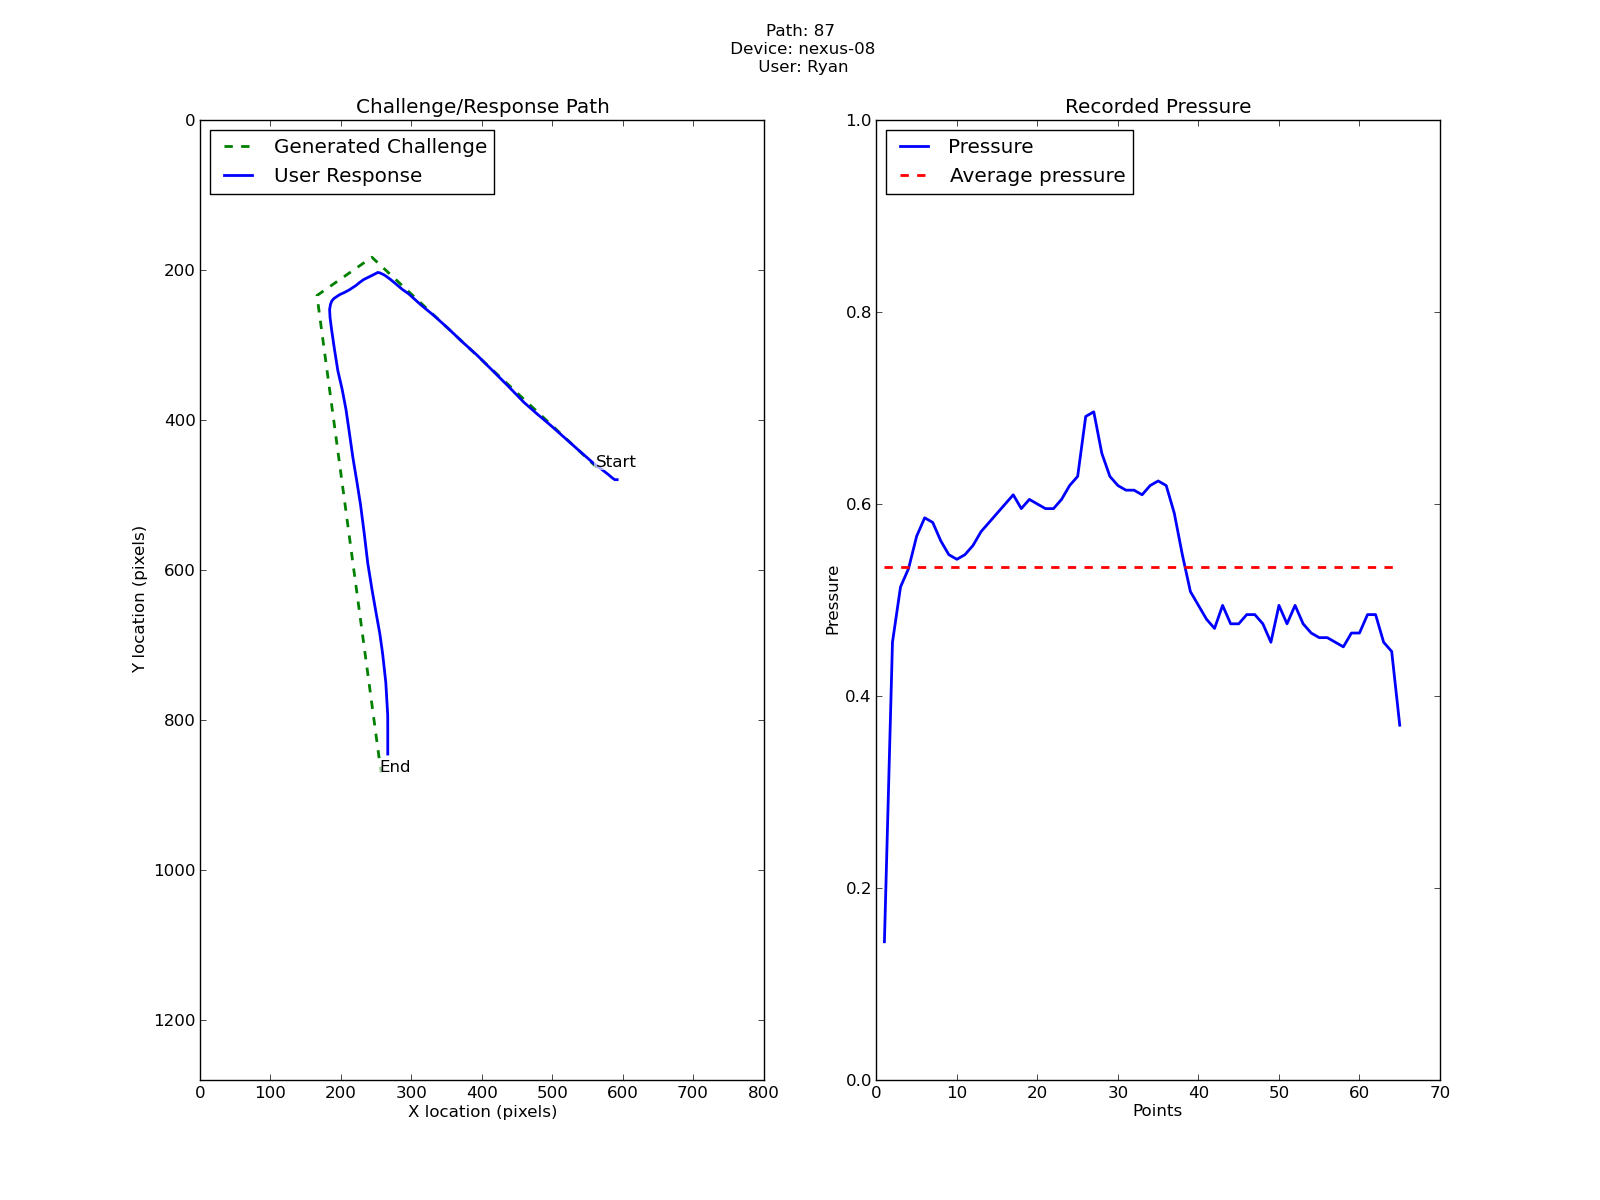 Path: 87
Device: nexus-08
User: Ryan
Challenge/Response Path
Generated Challenge
User Response
0
200
400
600
800
1000
1200
Y location (pixels)
Start
End
0 100 200 300 400 500 600 700 800
X location (pixels)
Recorded Pressure
Pressure
Average pressure
1.0
0.8
0.6
0.4
0.2
0.0
Pressure
0 10 20 30 40 50 60 70
Points